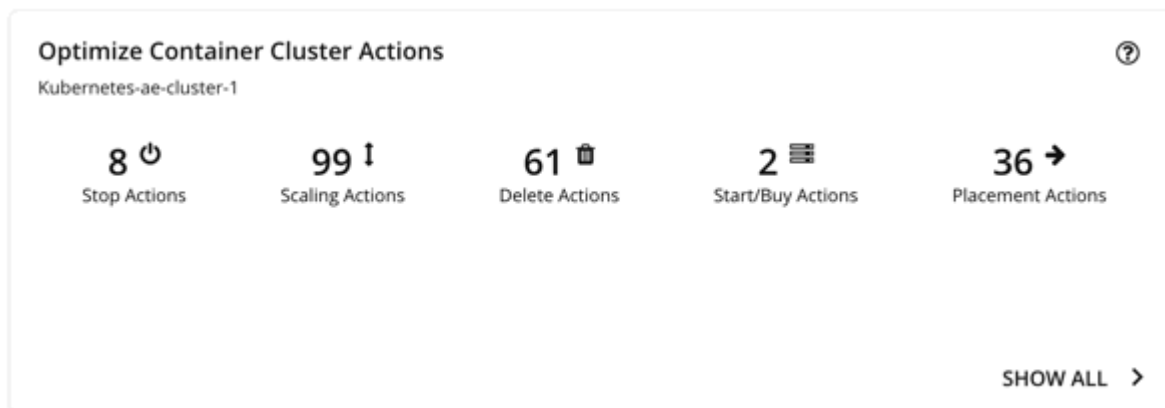 Optimize Container Cluster Actions
Kubernetes-ae-cluster-1
8 99 61 2 36
Stop Actions Scaling Actions Delete Actions Start/Buy Actions Placement Actions
SHOW ALL